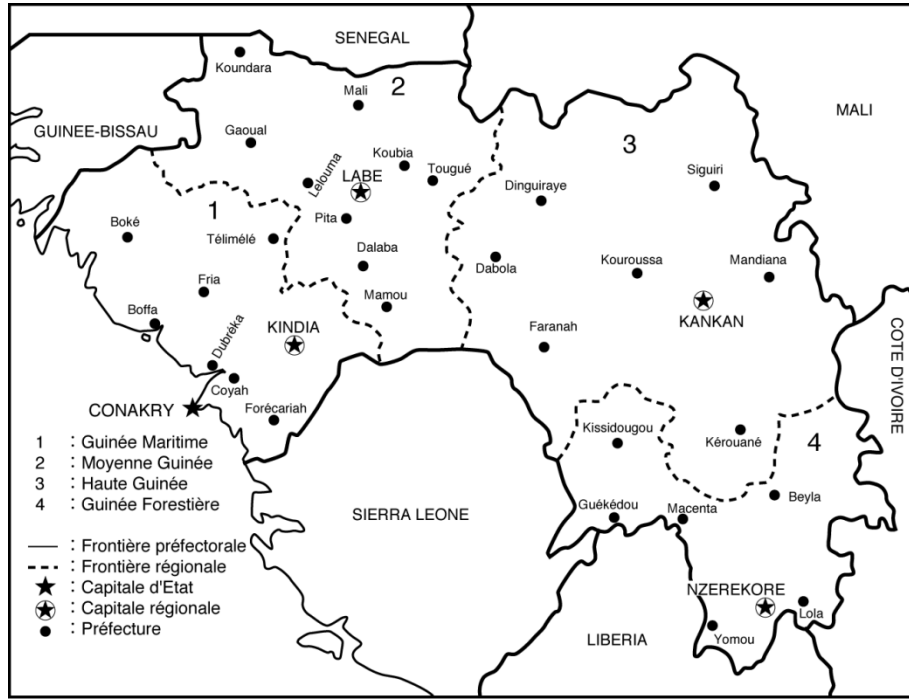 SENEGAL
Koundara
Mali
2
MALI
GUINEE-BISSAU
Gaoual
3
Koubia
Lélouma
LABE
Tougué
Siguiri
Dinguiraye
1
Pita
Boké
Télimélé
Dalaba
Dabola
Kouroussa
Mandiana
Fria
Mamou
Boffa
Dubréka
KINDIA
Faranah
KANKAN
COTE D'IVOIRE
Coyah
CONAKRY
Forécariah
Kissidougou
Kérouané
4
1 : Guinée Maritime
2 : Moyenne Guinée
3 : Haute Guinée
4 : Guinée Forestière
SIERRA LEONE
Guékédou
Macenta
Beyla
: Frontière préfectorale
: Frontière régionale
: Capitale d'Etat
: Capitale régionale
: Préfecture
NZEREKORE
Lola
LIBERIA
Yomou